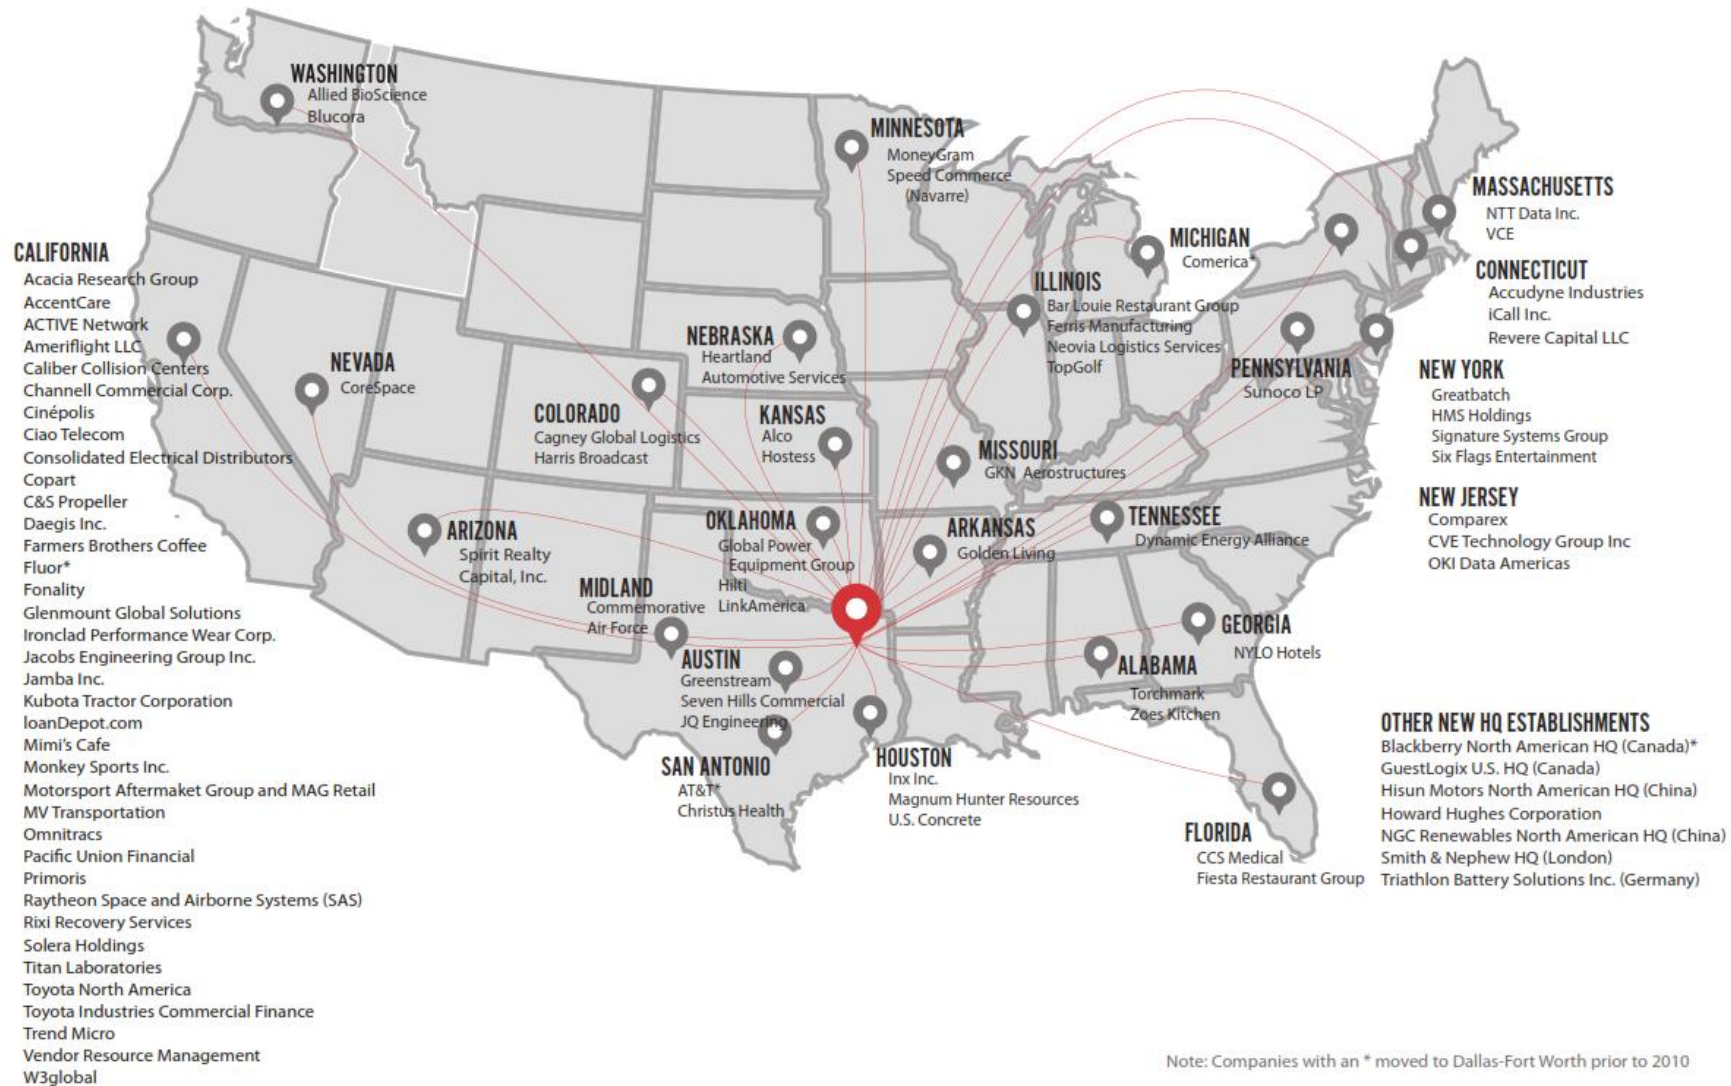 WASHINGTON
Allied BioScience
Blucora
MINNESOTA
MoneyGram
Speed Commerce
(Navarre)
MASSACHUSETTS
NTT Data Inc.
VCE
MICHIGAN
Comerica*
CONNECTICUT
Accudyne Industries
iCall Inc.
Revere Capital LLC
ILLINOIS
Bar Louie Restaurant Group
Ferris Manufacturing
Neovia Logistics Services
TopGolf
CALIFORNIA
Acacia Research Group
AccentCare
ACTIVE Network
Ameriflight LLC
Caliber Collision Centers
Channell Commercial Corp.
Cinépolis
Ciao Telecom
Consolidated Electrical Distributors
Copart
C&S Propeller
Daegis Inc.
Farmers Brothers Coffee
Fluor*
Fonality
Glenmount Global Solutions
Ironclad Performance Wear Corp.
Jacobs Engineering Group Inc.
Jamba Inc.
Kubota Tractor Corporation
loanDepot.com
Mimi's Cafe
Monkey Sports Inc.
Motorsport Aftermaket Group and MAG Retail
MV Transportation
Omnitracs
Pacific Union Financial
Primoris
Raytheon Space and Airborne Systems (SAS)
Rixi Recovery Services
Solera Holdings
Titan Laboratories
Toyota North America
Toyota Industries Commercial Finance
Trend Micro
Vendor Resource Management
W3global
NEVADA
CoreSpace
NEBRASKA
Heartland
Automotive Services
PENNSYLVANIA
Sunoco LP
NEW YORK
Greatbatch
HMS Holdings
Signature Systems Group
Six Flags Entertainment
COLORADO
Cagney Global Logistics
Harris Broadcast
KANSAS
Alco
Hostess
MISSOURI
GKN Aerostructures
NEW JERSEY
Comparex
CVE Technology Group Inc
OKI Data Americas
ARIZONA
Spirit Realty
Capital, Inc.
OKLAHOMA
Global Power
Equipment Group
Hilti
LinkAmerica
ARKANSAS
Golden Living
TENNESSEE
Dynamic Energy Alliance
MIDLAND
Commemorative
Air Force
GEORGIA
NYLO Hotels
AUSTIN
Greenstream
Seven Hills Commercial
JQ Engineering
ALABAMA
Torchmark
Zoes Kitchen
SAN ANTONIO
AT&T*
Christus Health
HOUSTON
Inx Inc.
Magnum Hunter Resources
U.S. Concrete
FLORIDA
CCS Medical
Fiesta Restaurant Group
OTHER NEW HQ ESTABLISHMENTS
Blackberry North American HQ (Canada)*
GuestLogix U.S. HQ (Canada)
Hisun Motors North American HQ (China)
Howard Hughes Corporation
NGC Renewables North American HQ (China)
Smith & Nephew HQ (London)
Triathlon Battery Solutions Inc. (Germany)
Note: Companies with an * moved to Dallas-Fort Worth prior to 2010